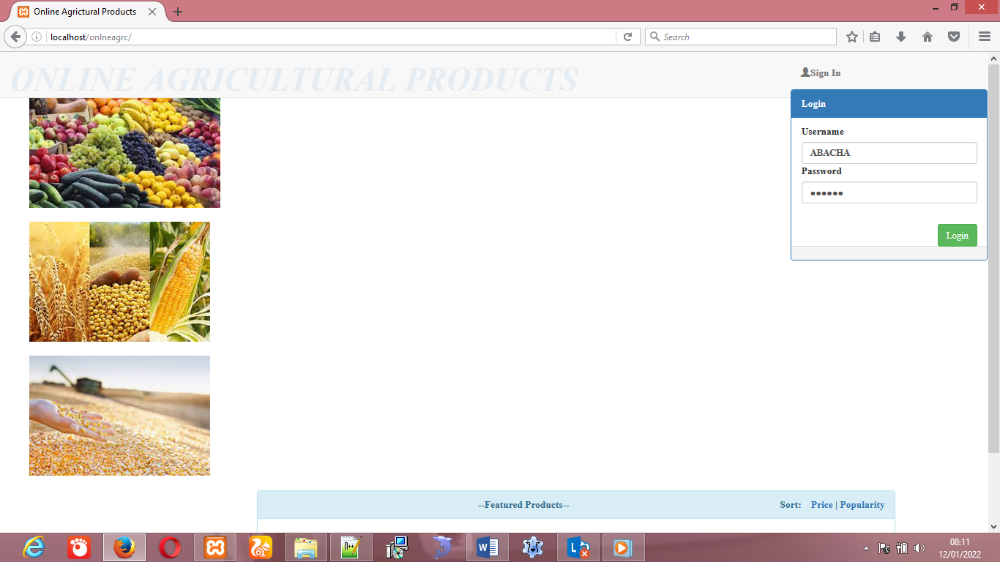 Online Agrictural Products
localhost/onlneagrc/
Search
ONLINE AGRICULTURAL PRODUCTS
Sign In
Login
Username
ABACHA
Password
••••••
Login
--Featured Products--
Sort: Price | Popularity
08:11
12/01/2022